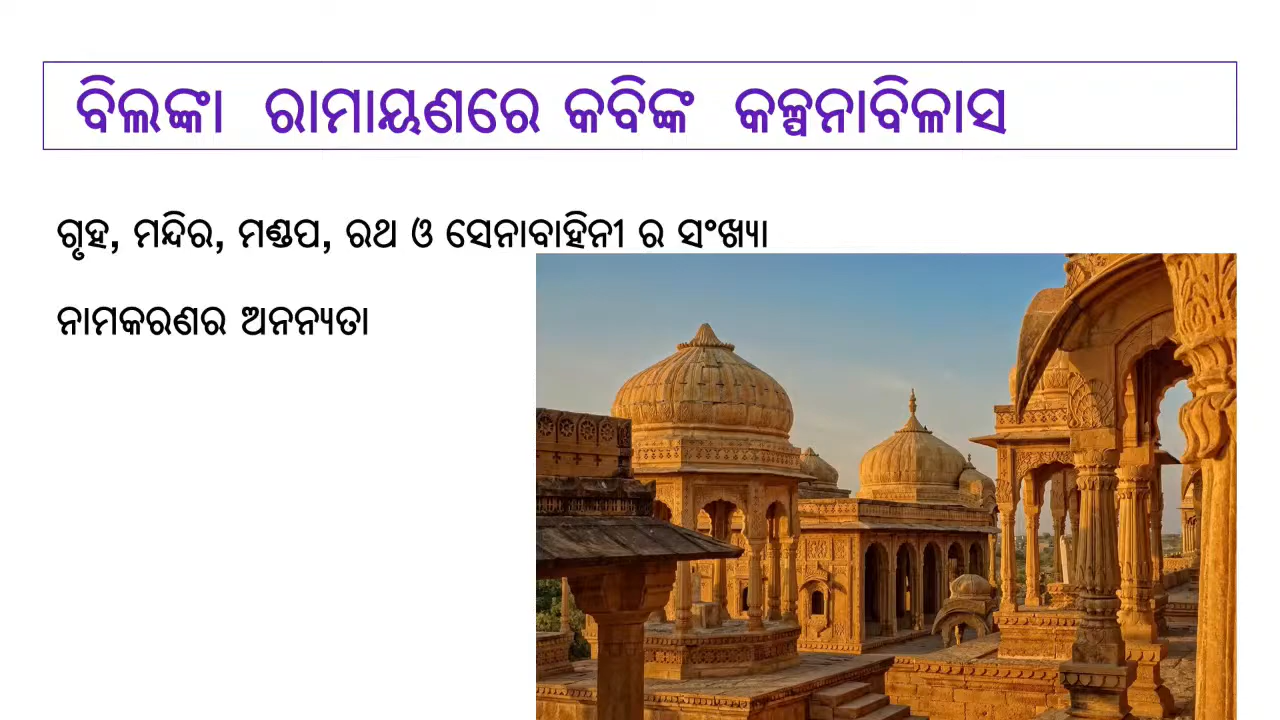 ବିଲଙ୍କା ରାମାୟଣରେ କବିଙ୍କ କଳ୍ପନାବିଳାସ
ଗୃହ, ମନ୍ଦିର, ମଣ୍ଡପ, ରଥ ଓ ସେନାବାହିନୀ ର ସଂଖ୍ୟା
ନାମକରଣର ଅନନ୍ୟତା